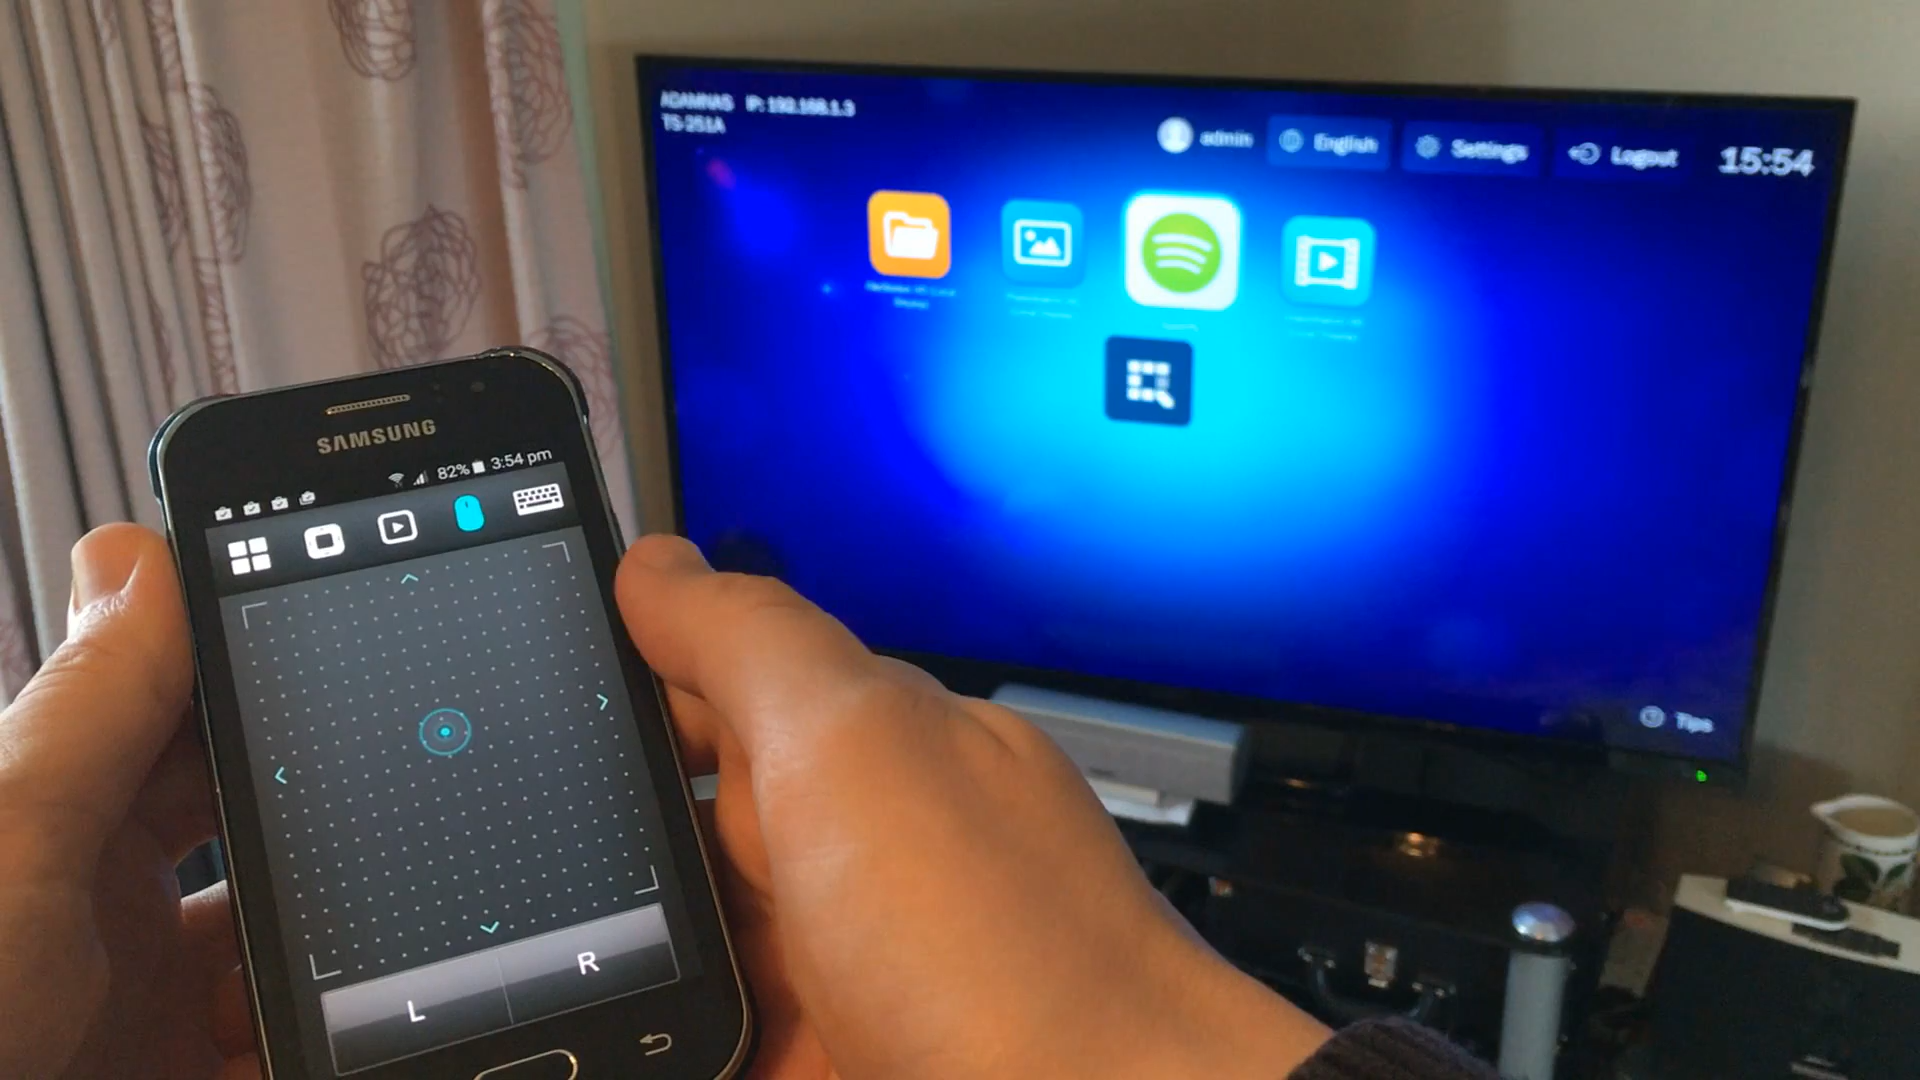 ADAMNAS IP: 192.168.1.3
TS-251A
admin
English
Settings
Logout
15:54
Tips
SAMSUNG
82% 3:54 pm
L
R